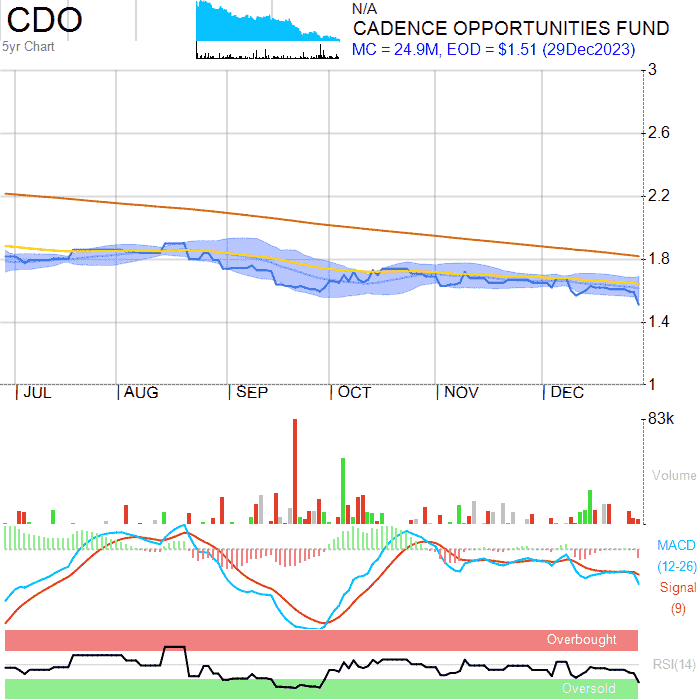 CDO
5yr Chart
N/A
CADENCE OPPORTUNITIES FUND
MC = 24.9M, EOD = $1.51 (29Dec2023)
3
2.6
2.2
1.8
1.4
1
JUL AUG SEP OCT NOV DEC
83k
Volume
MACD
(12-26)
Signal
(9)
Overbought
RSI(14)
Oversold